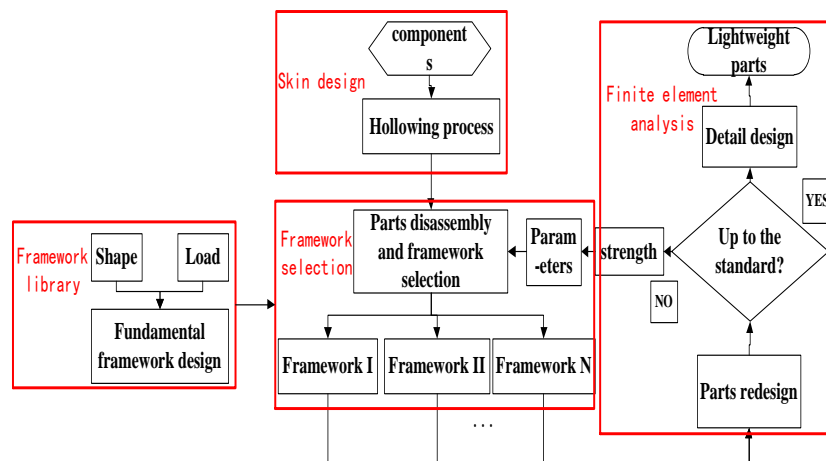 component
s
Skin design
Hollowing process
Lightweight
parts
Finite element
analysis
Detail design
YES
Up to the
standard?
strength
NO
Parts redesign
Framework
selection
Parts disassembly
and framework
selection
Param
-eters
Framework I
Framework II
Framework N
...
Framework
library
Shape
Load
Fundamental
framework design